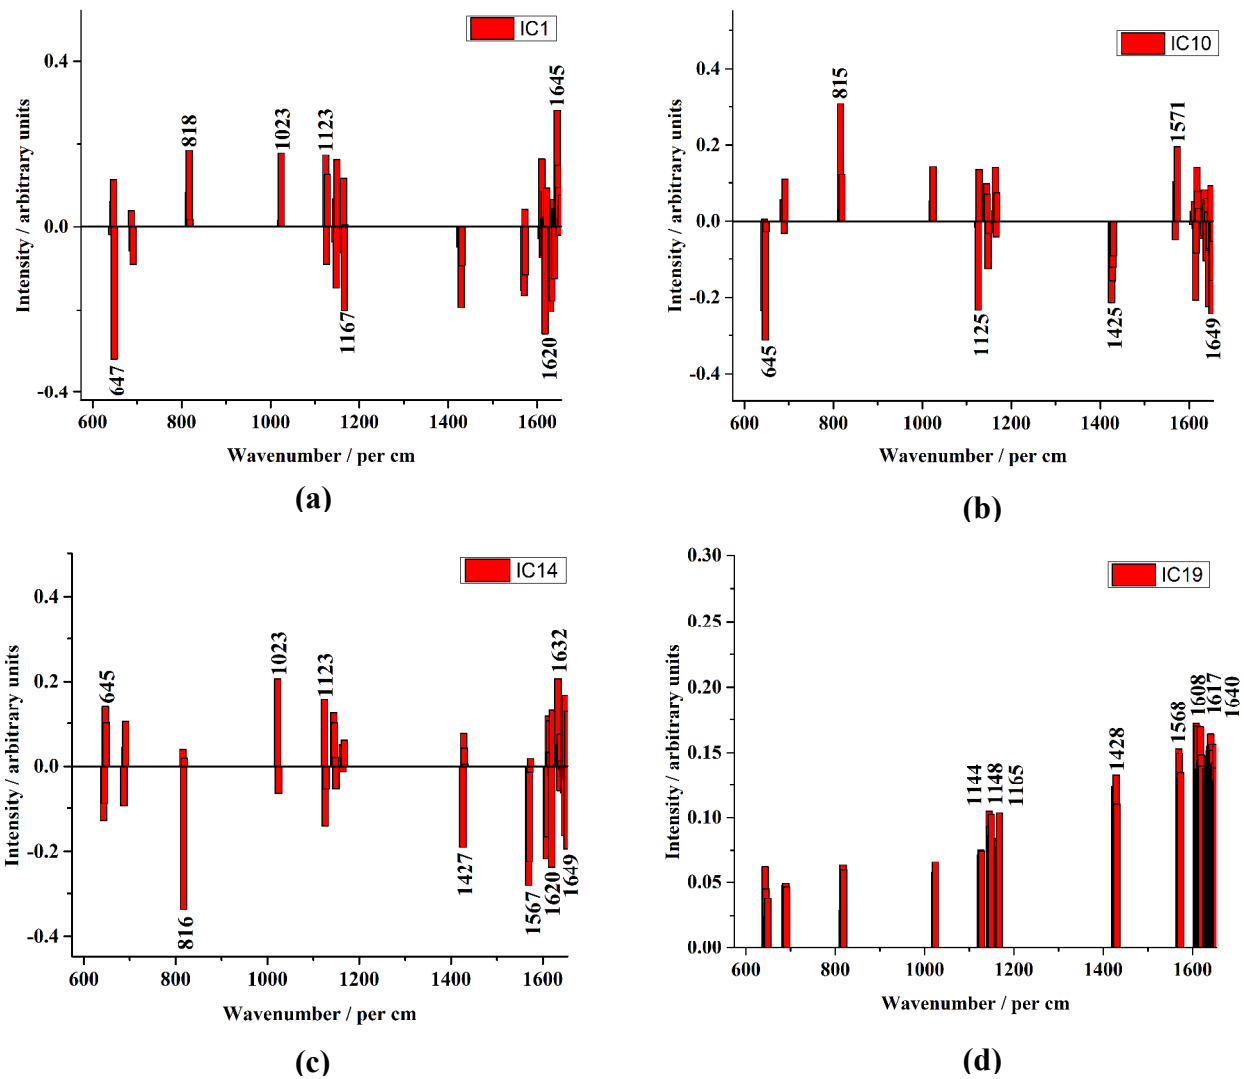 IC1
Intensity / arbitrary units
0.4
0.0
-0.4
647
818
1023
1123
1167
1620
1645
600 800 1000 1200 1400 1600
Wavenumber / per cm
(a)
IC10
Intensity / arbitrary units
0.4
0.2
0.0
-0.2
-0.4
645
815
1125
1425
1571
1649
600 800 1000 1200 1400 1600
Wavenumber / per cm
(b)
IC14
Intensity / arbitrary units
0.4
0.2
0.0
-0.2
-0.4
645
816
1023
1123
1427
1567
1620
1632
1649
600 800 1000 1200 1400 1600
Wavenumber / per cm
(c)
IC19
Intensity / arbitrary units
0.30
0.25
0.20
0.15
0.10
0.05
0.00
1144
1148
1165
1428
1568
1608
1617
1640
600 800 1000 1200 1400 1600
Wavenumber / per cm
(d)